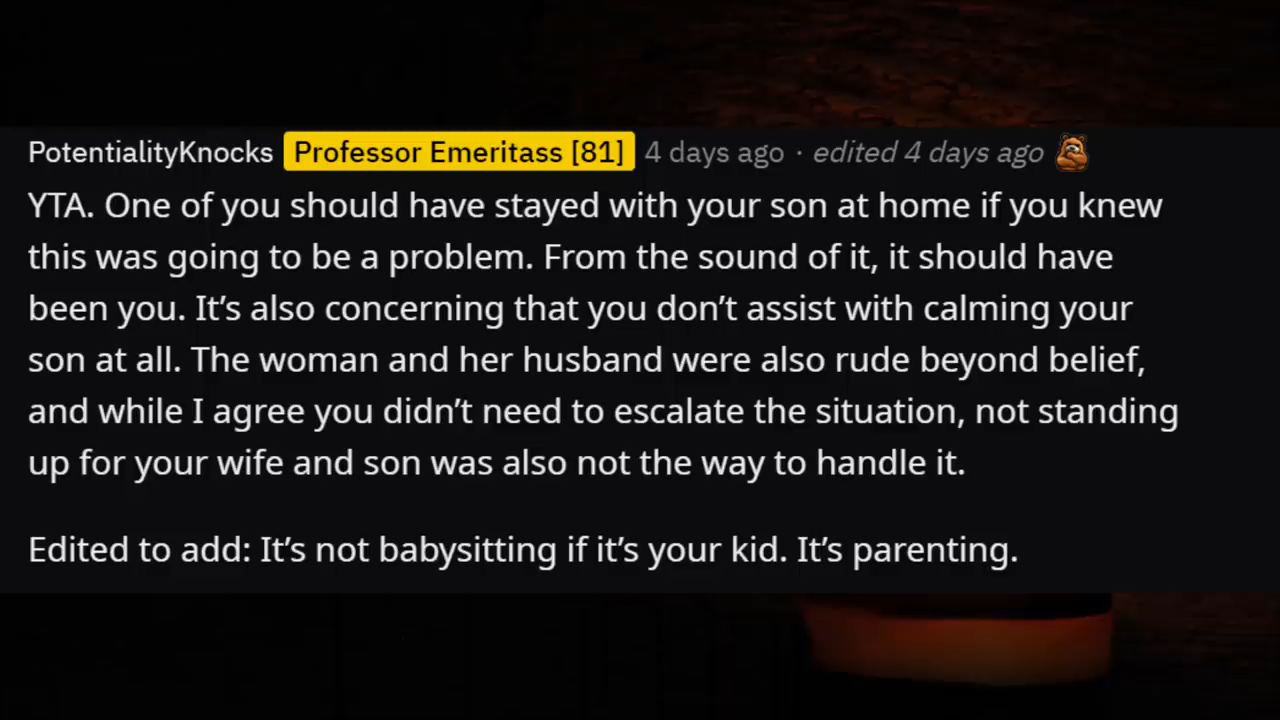 PotentialityKnocks Professor Emeritass [81] 4 days ago · edited 4 days ago
YTA. One of you should have stayed with your son at home if you knew
this was going to be a problem. From the sound of it, it should have
been you. It’s also concerning that you don’t assist with calming your
son at all. The woman and her husband were also rude beyond belief,
and while I agree you didn’t need to escalate the situation, not standing
up for your wife and son was also not the way to handle it.
Edited to add: It’s not babysitting if it’s your kid. It’s parenting.